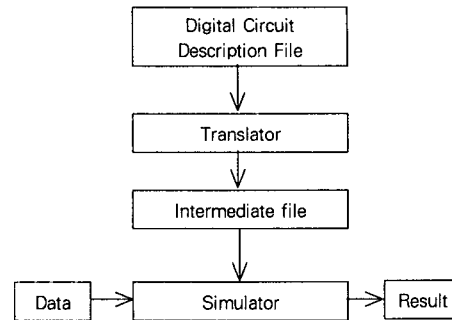 Digital Circuit
Description File
Translator
Intermediate file
Data
Simulator
Result